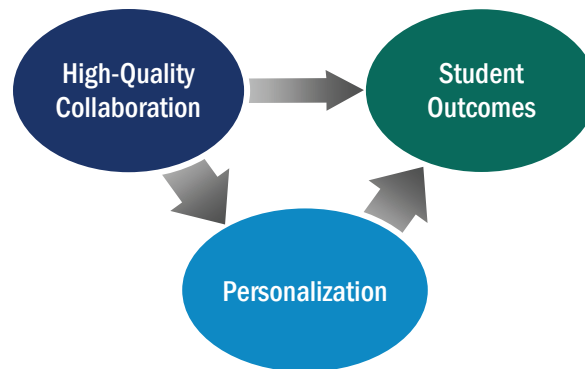 High-Quality
Collaboration
Student
Outcomes
Personalization